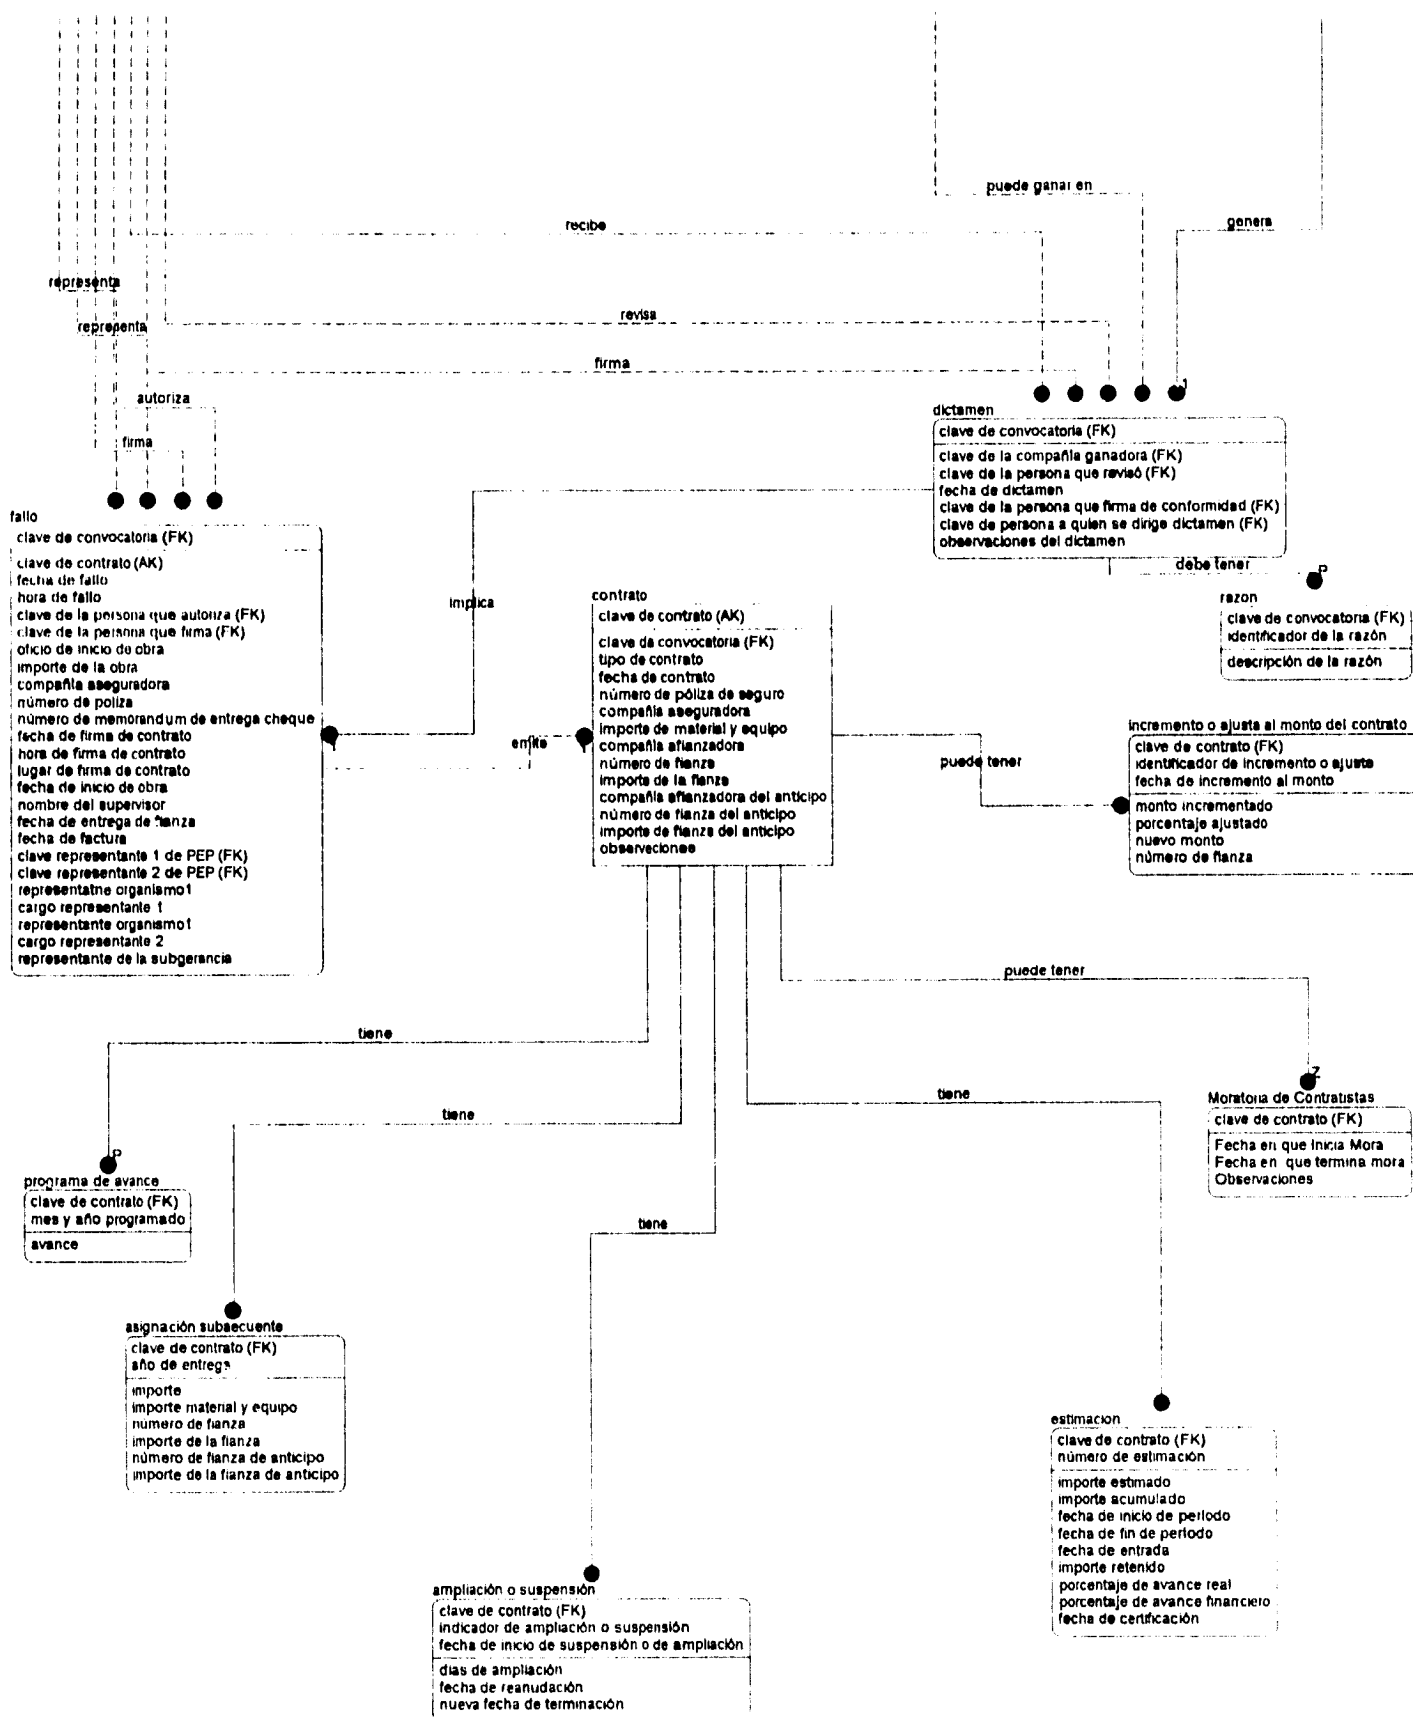 puede ganar en
recibe
genera
representa
revisa
representa
firma
autoriza
firma
1
dictamen
clave de convocatoria (FK)
clave de la compañía ganadora (FK)
clave de la persona que revisó (FK)
fecha de dictamen
clave de la persona que firma de conformidad (FK)
clave de persona a quien se dirige dictamen (FK)
observaciones del dictamen
debe tener
P
razon
clave de convocatoria (FK)
identificador de la razón
descripción de la razón
fallo
clave de convocatoria (FK)
clave de contrato (AK)
fecha de fallo
hora de fallo
clave de la persona que autoriza (FK)
clave de la persona que firma (FK)
oficio de inicio de obra
importe de la obra
compañía aseguradora
número de poliza
número de memorandum de entrega cheque
fecha de firma de contrato
hora de firma de contrato
lugar de firma de contrato
fecha de inicio de obra
nombre del supervisor
fecha de entrega de fianza
fecha de factura
clave representante 1 de PEP (FK)
clave representante 2 de PEP (FK)
representatne organismo1
cargo representante 1
representante organismo1
cargo representante 2
representante de la subgerancia
implica
1
emite
1
contrato
clave de contrato (AK)
clave de convocatoria (FK)
tipo de contrato
fecha de contrato
número de póliza de seguro
compañía aseguradora
importe de material y equipo
compañía afianzadora
número de fianza
importe de la fianza
compañía afianzadora del anticipo
número de fianza del anticipo
importe de fianza del anticipo
observaciones
puede tener
incremento o ajusta al monto del contrato
clave de contrato (FK)
identificador de incremento o ajusta
fecha de incremento al monto
monto incrementado
porcentaje ajustado
nuevo monto
número de fianza
puede tener
tiene
Z
Moratoria de Contratistas
clave de contrato (FK)
Fecha en que Inicia Mora
Fecha en que termina mora
Observaciones
tiene
tiene
P
programa de avance
clave de contrato (FK)
mes y año programado
avance
tiene
asignación subaecuente
clave de contrato (FK)
año de entrega
importe
importe material y equipo
número de fianza
importe de la fianza
número de fianza de anticipo
importe de la fianza de anticipo
estimacion
clave de contrato (FK)
número de estimación
importe estimado
importe acumulado
fecha de inicio de período
fecha de fin de período
fecha de entrada
importe retenido
porcentaje de avance real
porcentaje de avance financiero
fecha de certificación
ampliación o suspensión
clave de contrato (FK)
indicador de ampliación o suspensión
fecha de inicio de suspensión o de ampliación
días de ampliación
fecha de reanudación
nueva fecha de terminación